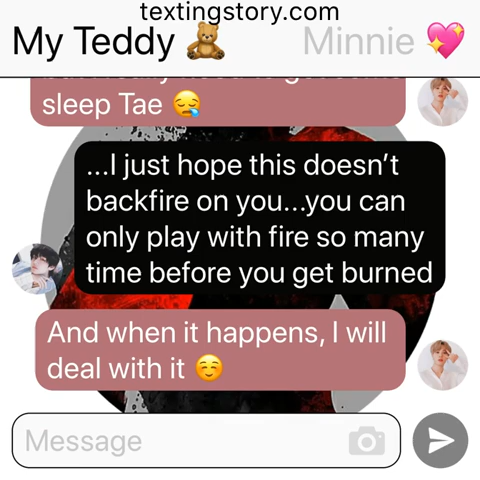 textingstory.com
My Teddy 🧸 Minnie 💖
sleep Tae 😪
...I just hope this doesn't
backfire on you...you can
only play with fire so many
time before you get burned
And when it happens, I will
deal with it ☺️
Message